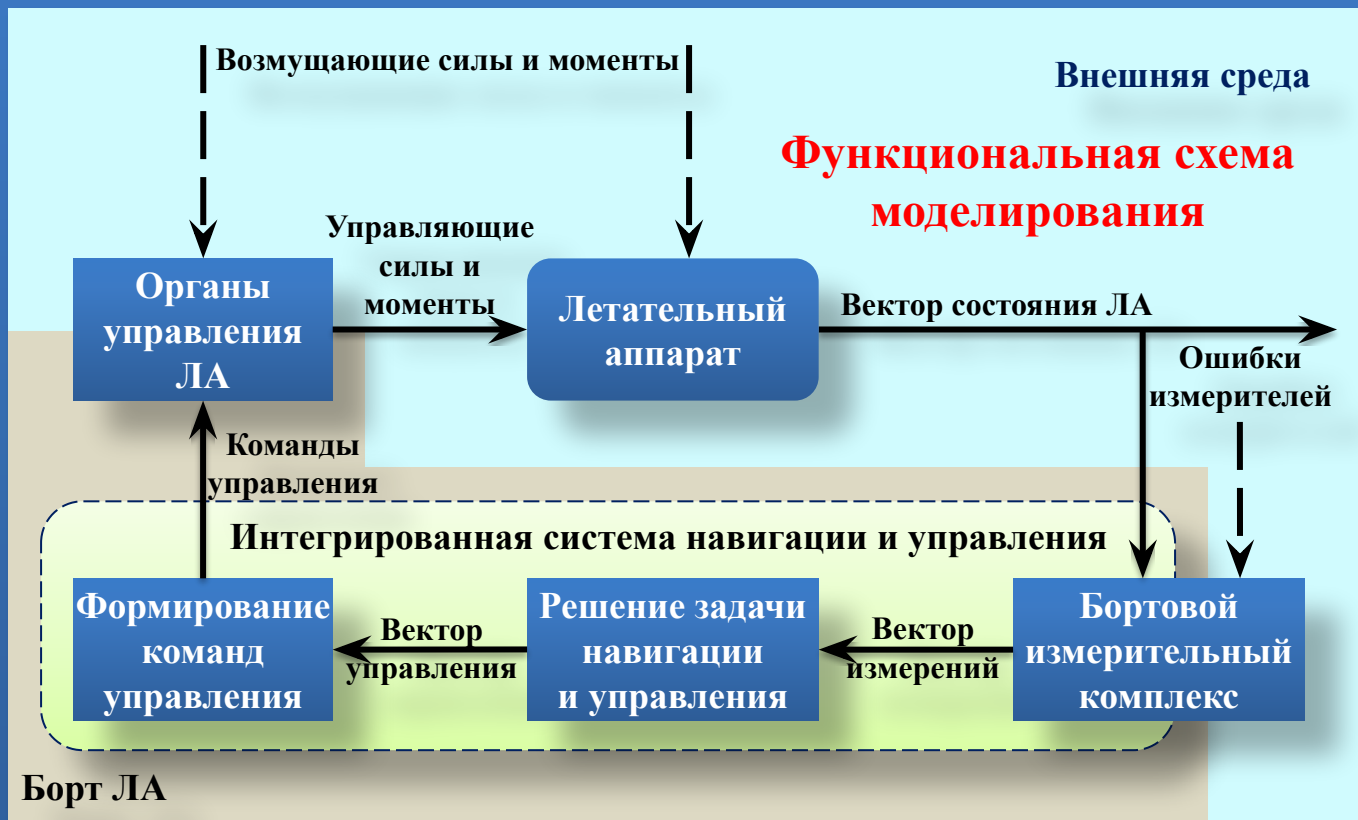 Возмущающие силы и моменты
Внешняя среда
Функциональная схема
моделирования
Управляющие
силы и
моменты
Органы
управления
ЛА
Летательный
аппарат
Вектор состояния ЛА
Ошибки
измерителей
Команды
управления
Интегрированная система навигации и управления
Формирование
команд
управления
Вектор
управления
Решение задачи
навигации
и управления
Вектор
измерений
Бортовой
измерительный
комплекс
Борт ЛА